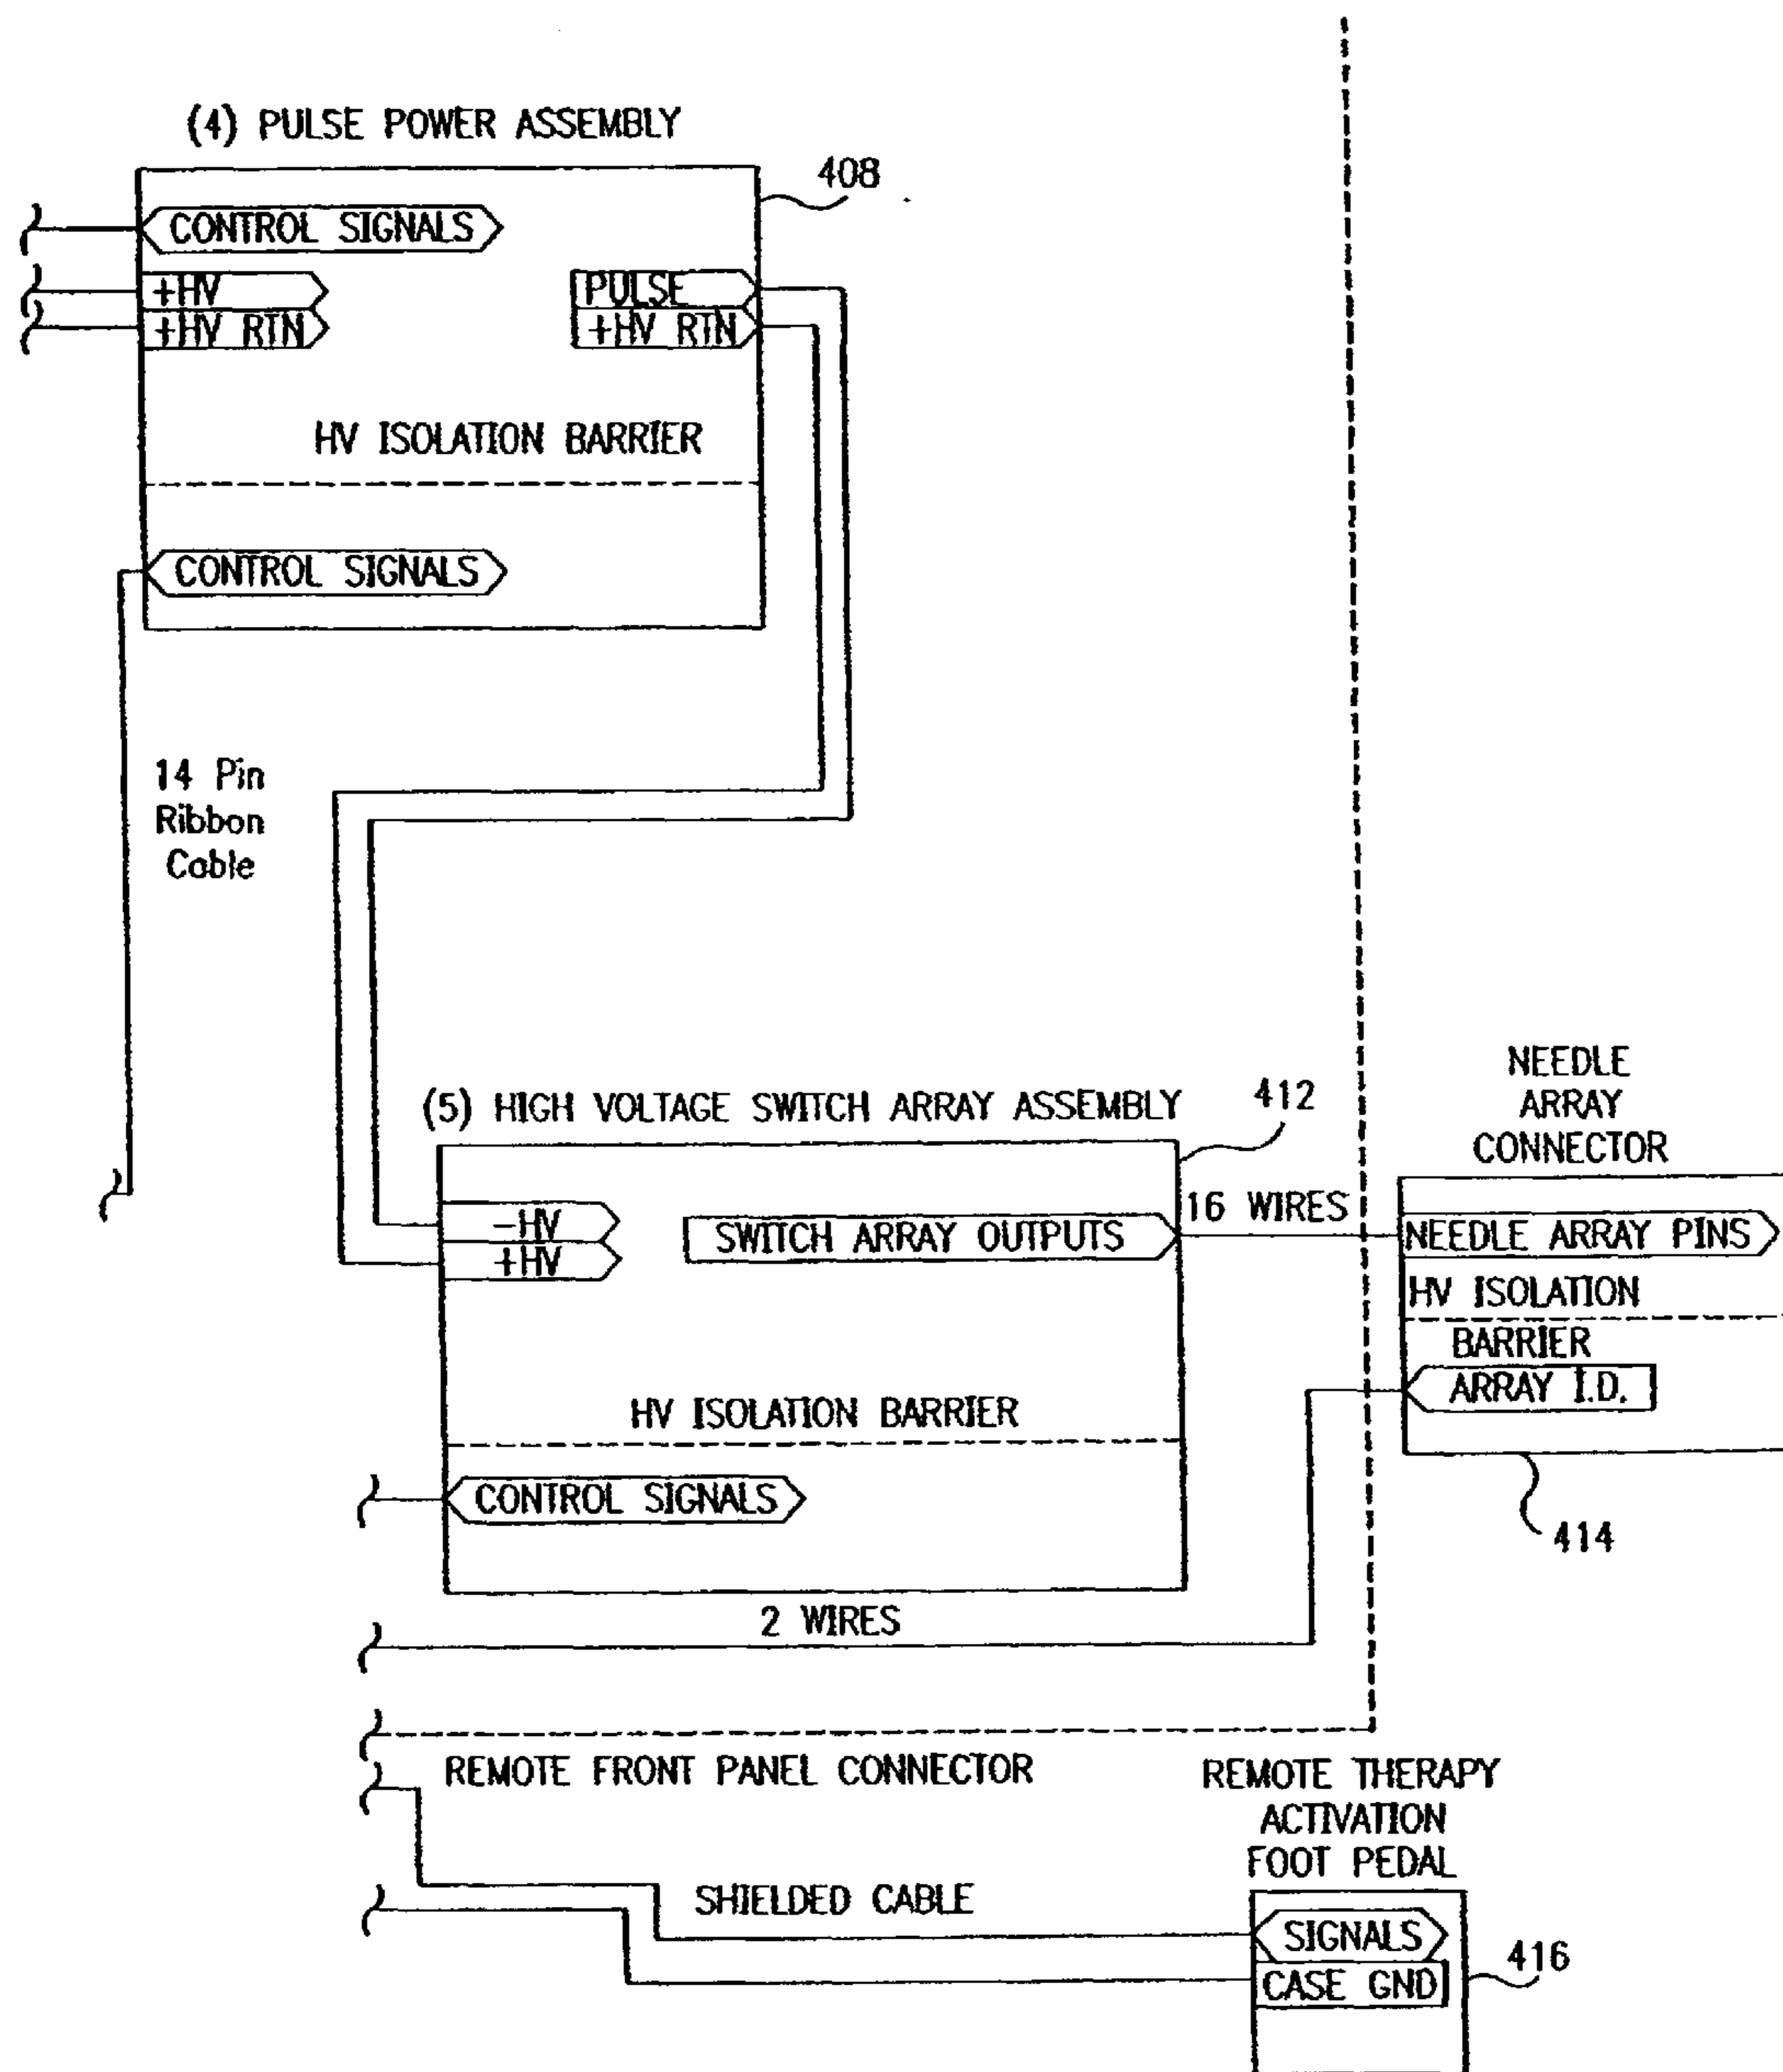 (4) PULSE POWER ASSEMBLY
408
CONTROL SIGNALS
+HV
+HV RTN
PULSE
+HV RTN
HV ISOLATION BARRIER
CONTROL SIGNALS
14 Pin
Ribbon
Cable
(5) HIGH VOLTAGE SWITCH ARRAY ASSEMBLY
412
-HV
+HV
SWITCH ARRAY OUTPUTS
16 WIRES
HV ISOLATION BARRIER
CONTROL SIGNALS
2 WIRES
NEEDLE
ARRAY
CONNECTOR
NEEDLE ARRAY PINS
HV ISOLATION
BARRIER
ARRAY I.D.
414
REMOTE FRONT PANEL CONNECTOR
SHIELDED CABLE
REMOTE THERAPY
ACTIVATION
FOOT PEDAL
SIGNALS
CASE GND
416